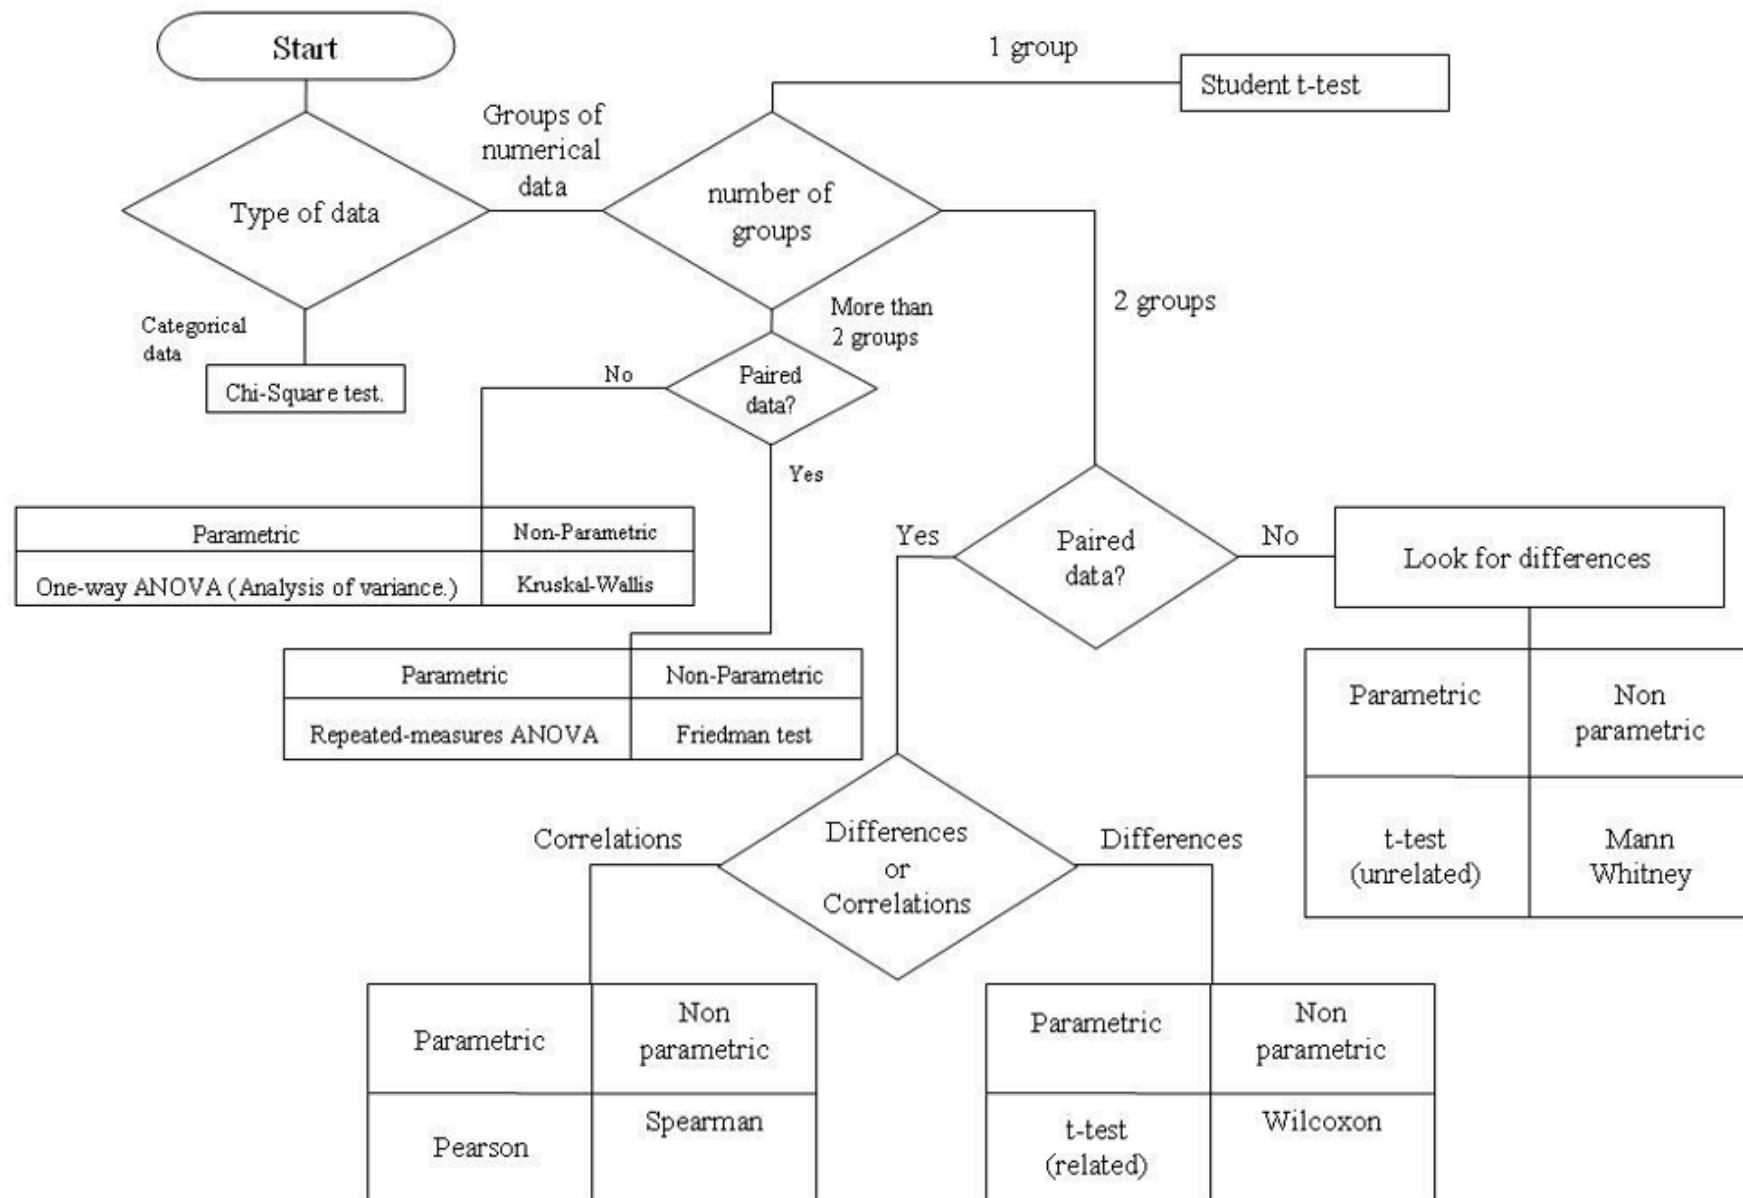 Start
1 group
Student t-test
Groups of
numerical
data
Type of data
number of
groups
2 groups
More than
2 groups
Categorical
data
Chi-Square test.
No
Paired
data?
Yes
Parametric
Non-Parametric
One-way ANOVA (Analysis of variance.)
Kruskal-Wallis
Parametric
Non-Parametric
Repeated-measures ANOVA
Friedman test
Yes
Paired
data?
No
Look for differences
Parametric
Non
parametric
t-test
(unrelated)
Mann
Whitney
Correlations
Differences
or
Correlations
Differences
Parametric
Non
parametric
Pearson
Spearman
Parametric
Non
parametric
t-test
(related)
Wilcoxon